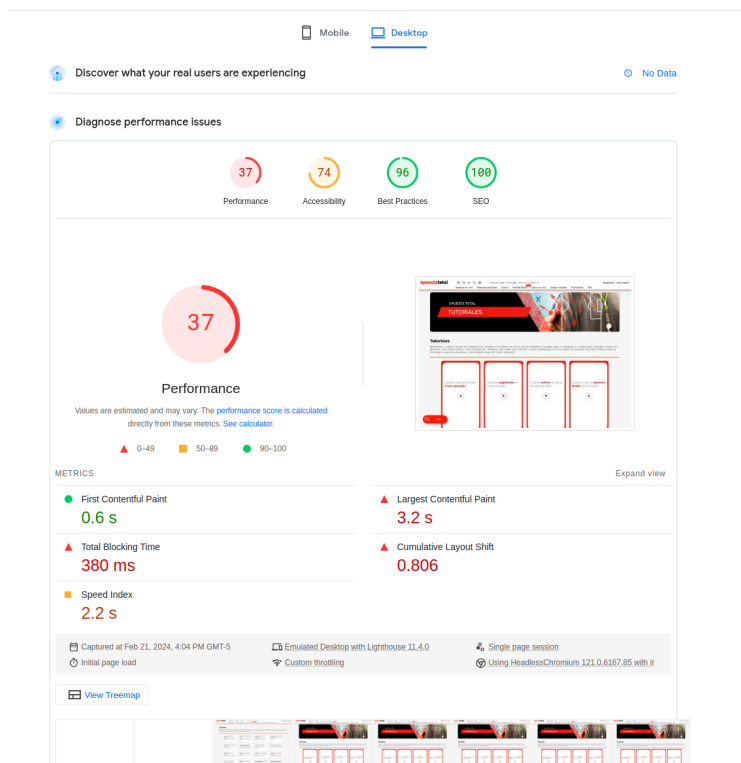 Mobile
Desktop
Discover what your real users are experiencing
No Data
Diagnose performance issues
37
74
96
100
Performance
Accessibility
Best Practices
SEO
37
Performance
Values are estimated and may vary. The performance score is calculated
directly from these metrics. See calculator.
0–49
50–89
90–100
apuestatotal
APUESTA TOTAL
TUTORIALES
Tutoriales
METRICS
Expand view
First Contentful Paint
0.6 s
Largest Contentful Paint
3.2 s
Total Blocking Time
380 ms
Cumulative Layout Shift
0.806
Speed Index
2.2 s
Captured at Feb 21, 2024, 4:04 PM GMT-5
Emulated Desktop with Lighthouse 11.4.0
Single page session
Initial page load
Custom throttling
Using HeadlessChromium 121.0.6167.85 with lr
View Treemap